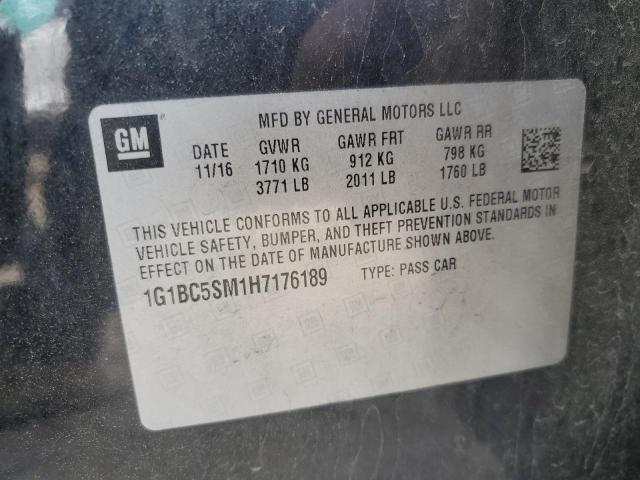 GM
MFD BY GENERAL MOTORS LLC
DATE GVWR GAWR FRT GAWR RR
11/16 1710 KG 912 KG 798 KG
3771 LB 2011 LB 1760 LB
THIS VEHICLE CONFORMS TO ALL APPLICABLE U.S. FEDERAL MOTOR
VEHICLE SAFETY, BUMPER, AND THEFT PREVENTION STANDARDS IN
EFFECT ON THE DATE OF MANUFACTURE SHOWN ABOVE.
1G1BC5SM1H7176189 TYPE: PASS CAR